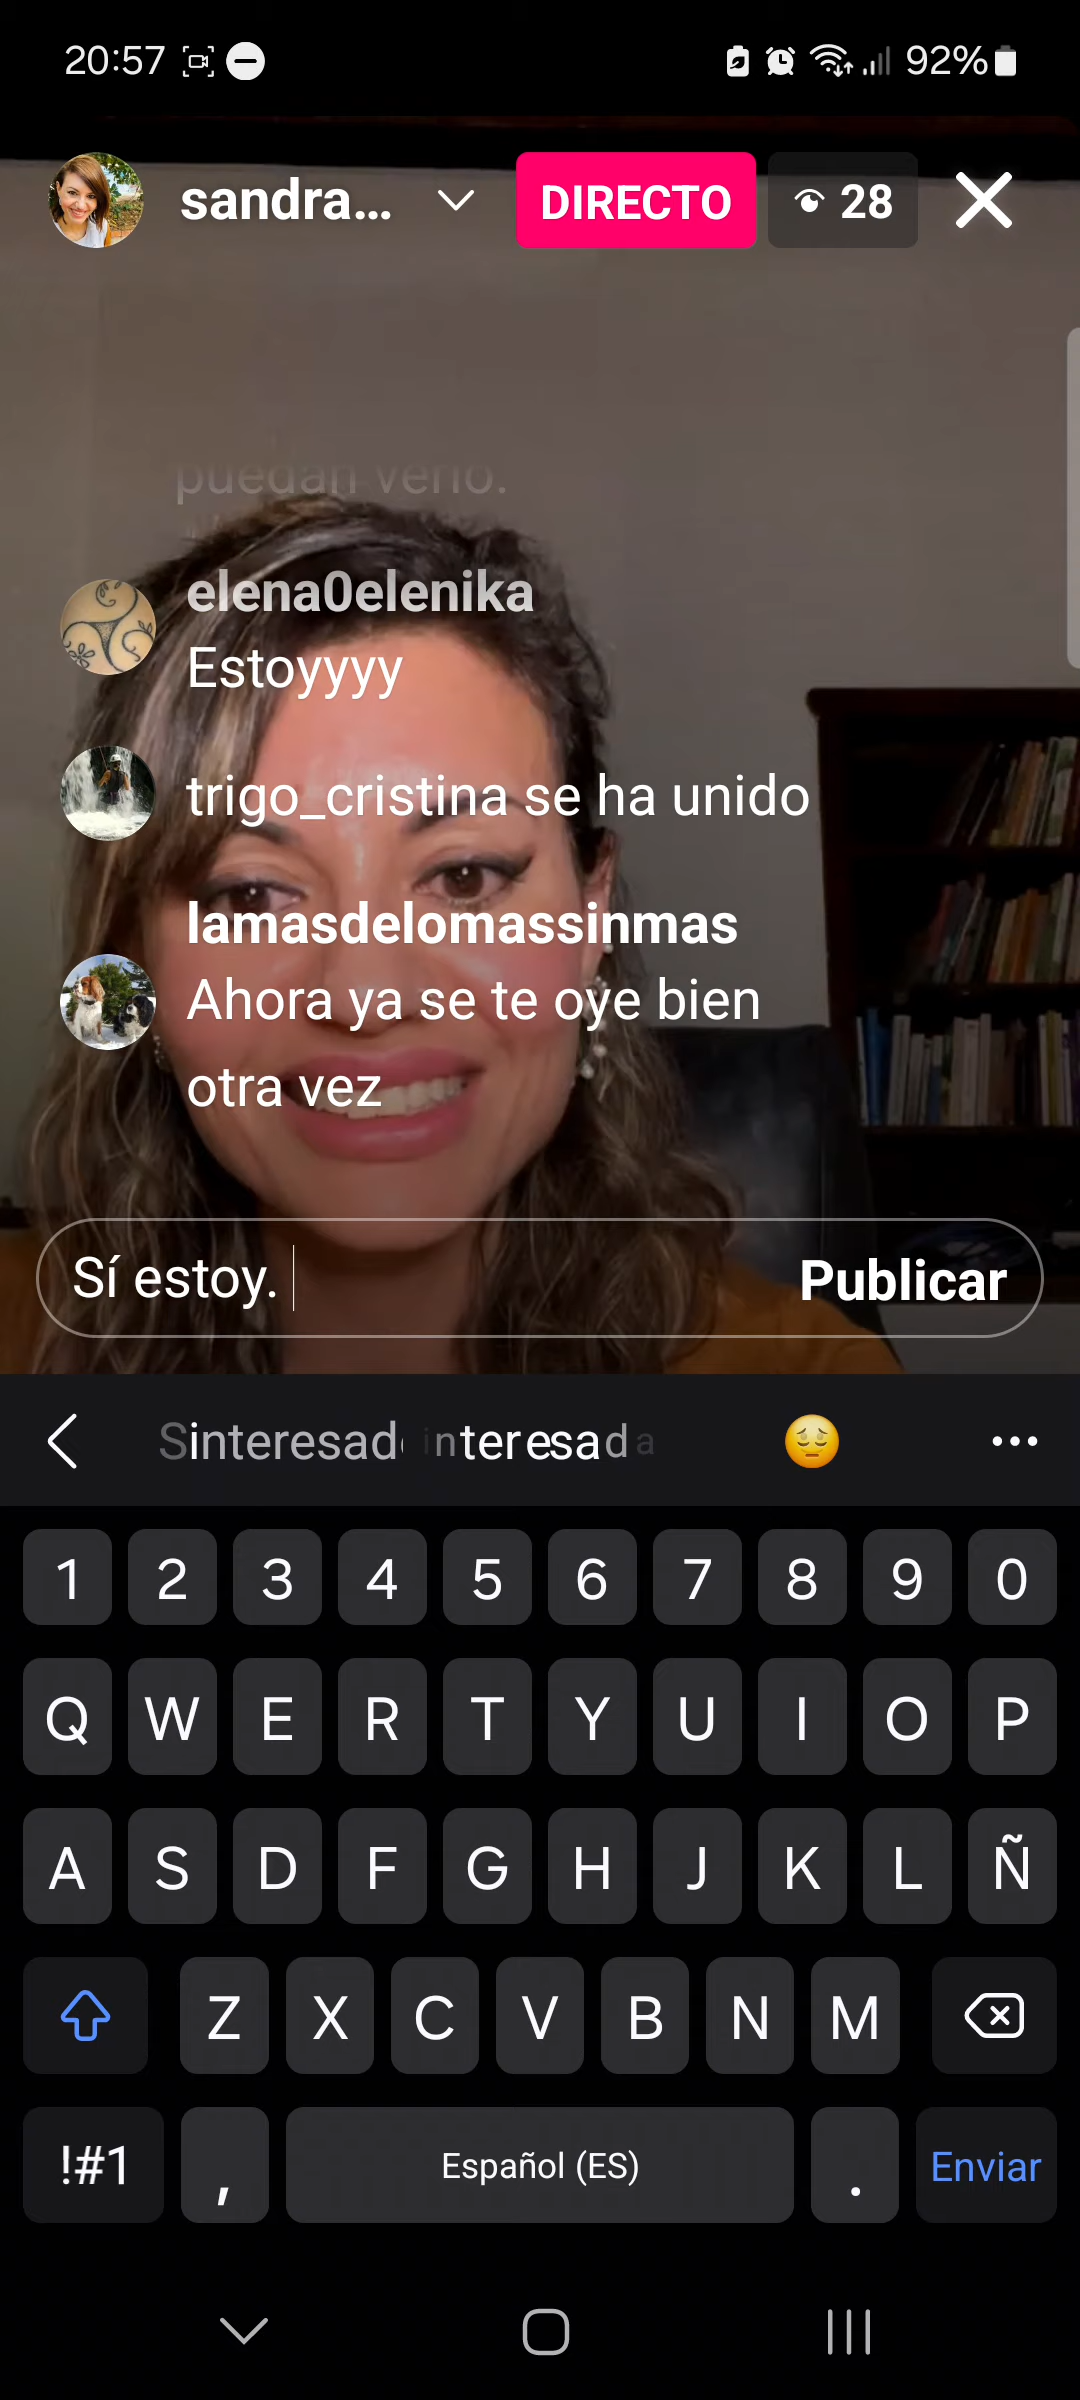 20:57 92%
sandra... DIRECTO 28
puedan verlo.
elena0elenika
Estoyyyy
trigo_cristina se ha unido
lamasdelomassinmas
Ahora ya se te oye bien
otra vez
Sí estoy. Publicar
interesada
1 2 3 4 5 6 7 8 9 0
Q W E R T Y U I O P
A S D F G H J K L Ñ
Z X C V B N M
!#1 , Español (ES) . Enviar